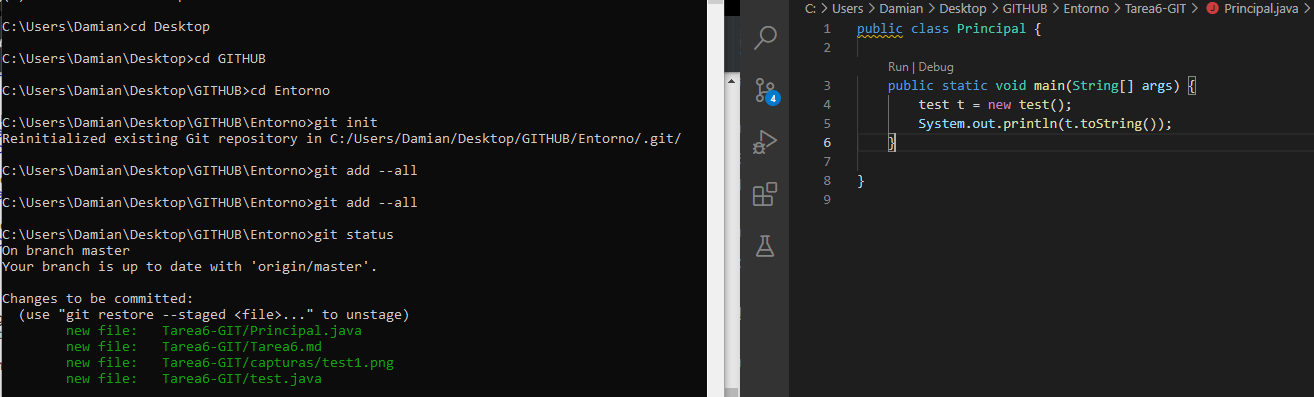 C:\Users\Damian>cd Desktop
C:\Users\Damian\Desktop>cd GITHUB
C:\Users\Damian\Desktop\GITHUB>cd Entorno
C:\Users\Damian\Desktop\GITHUB\Entorno>git init
Reinitialized existing Git repository in C:/Users/Damian/Desktop/GITHUB/Entorno/.git/
C:\Users\Damian\Desktop\GITHUB\Entorno>git add --all
C:\Users\Damian\Desktop\GITHUB\Entorno>git add --all
C:\Users\Damian\Desktop\GITHUB\Entorno>git status
On branch master
Your branch is up to date with 'origin/master'.
Changes to be committed:
  (use "git restore --staged <file>..." to unstage)
        new file:   Tarea6-GIT/Principal.java
        new file:   Tarea6-GIT/Tarea6.md
        new file:   Tarea6-GIT/capturas/test1.png
        new file:   Tarea6-GIT/test.java
4
C: > Users > Damian > Desktop > GITHUB > Entorno > Tarea6-GIT > Principal.java >
1 public class Principal {
2
Run | Debug
3     public static void main(String[] args) {
4         test t = new test();
5         System.out.println(t.toString());
6     }
7
8 }
9